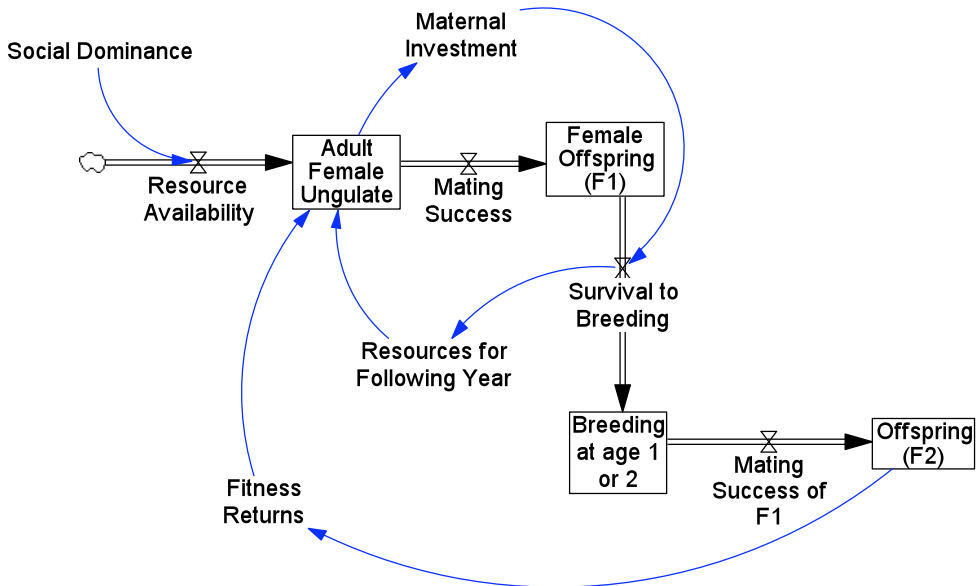 Maternal
Investment
Social Dominance
Adult
Female
Ungulate
Female
Offspring
(F1)
Resource
Availability
Mating
Success
Survival to
Breeding
Resources for
Following Year
Breeding
at age 1
or 2
Offspring
(F2)
Mating
Success of
F1
Fitness
Returns